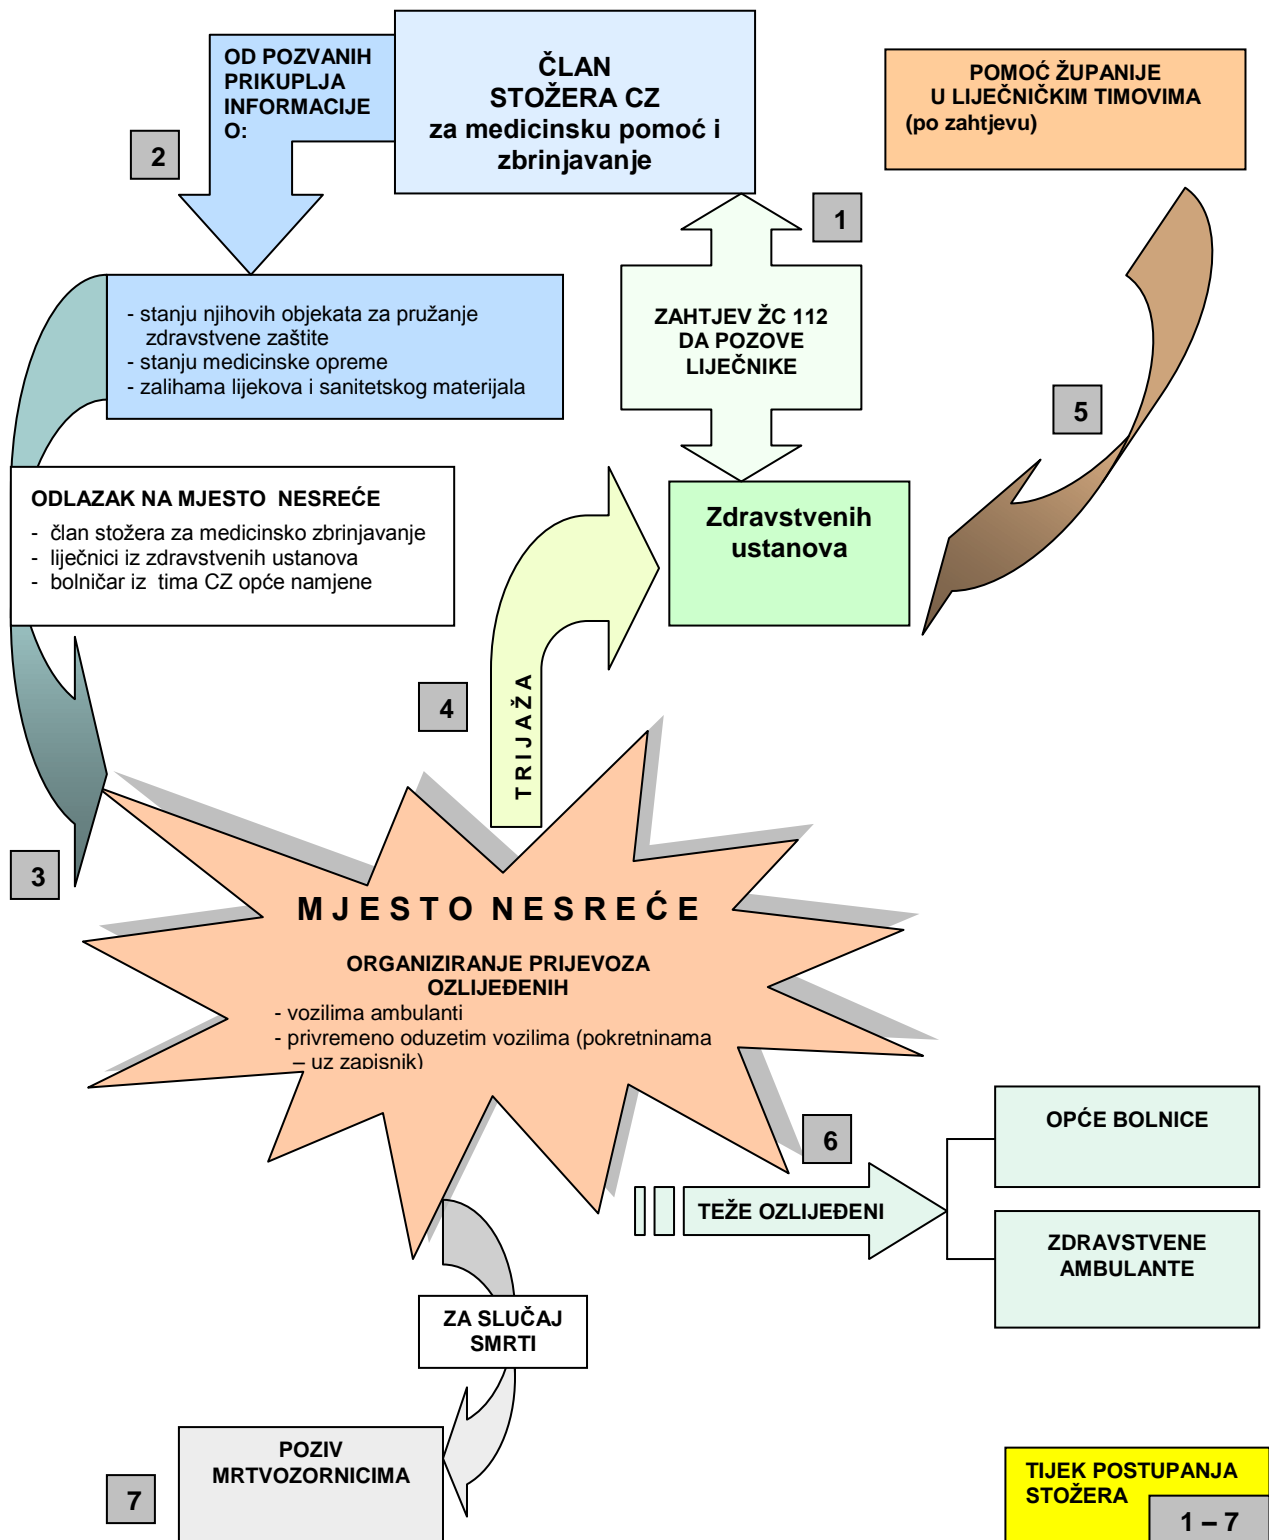 OD POZVANIH
PRIKUPLJA
INFORMACIJE
O:
ČLAN
STOŽERA CZ
za medicinsku pomoć i
zbrinjavanje
POMOĆ ŽUPANIJE
U LIJEČNIČKIM TIMOVIMA
(po zahtjevu)
2
1
- stanju njihovih objekata za pružanje
zdravstvene zaštite
- stanju medicinske opreme
- zalihama lijekova i sanitetskog materijala
ZAHTJEV ŽC 112
DA POZOVE
LIJEČNIKE
5
ODLAZAK NA MJESTO NESREĆE
- član stožera za medicinsko zbrinjavanje
- liječnici iz zdravstvenih ustanova
- bolničar iz tima CZ opće namjene
Zdravstvenih
ustanova
4
T R I J A Ž A
3
M J E S T O N E S R E Ć E
ORGANIZIRANJE PRIJEVOZA
OZLIJEĐENIH
- vozilima ambulanti
- privremeno oduzetim vozilima (pokretninama
– uz zapisnik)
6
TEŽE OZLIJEĐENI
OPĆE BOLNICE
ZDRAVSTVENE
AMBULANTE
ZA SLUČAJ
SMRTI
7
POZIV
MRTVOZORNICIMA
TIJEK POSTUPANJA
STOŽERA
1 – 7